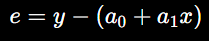 e = y − (a₀ + a₁x)